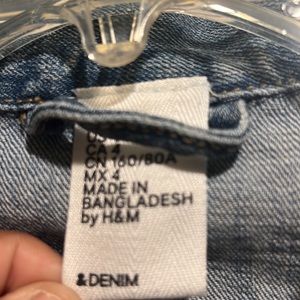 CA 4
CN 160/80A
MX 4
MADE IN
BANGLADESH
by H&M
&DENIM